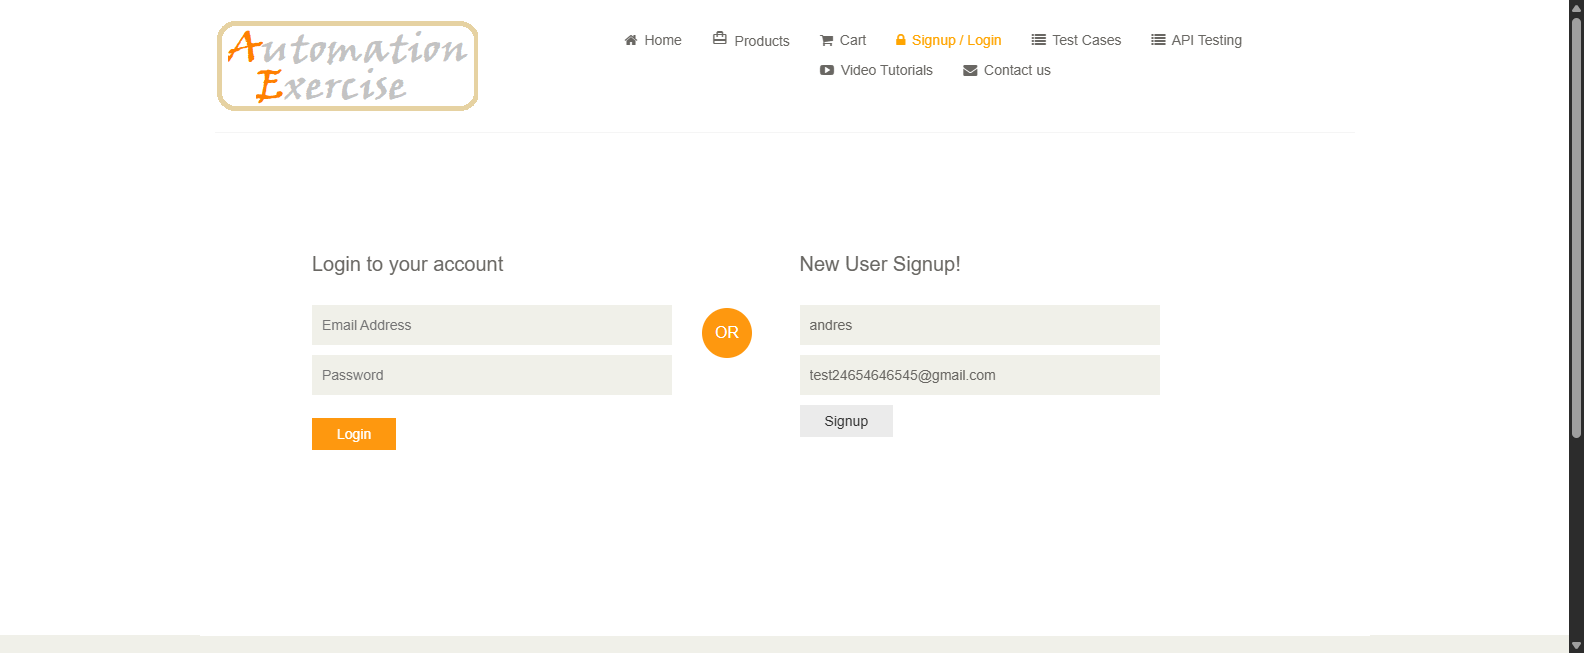 Automation
Exercise
Home Products Cart Signup / Login Test Cases API Testing
Video Tutorials Contact us
Login to your account
Email Address
Password
Login
OR
New User Signup!
andres
test24654646545@gmail.com
Signup